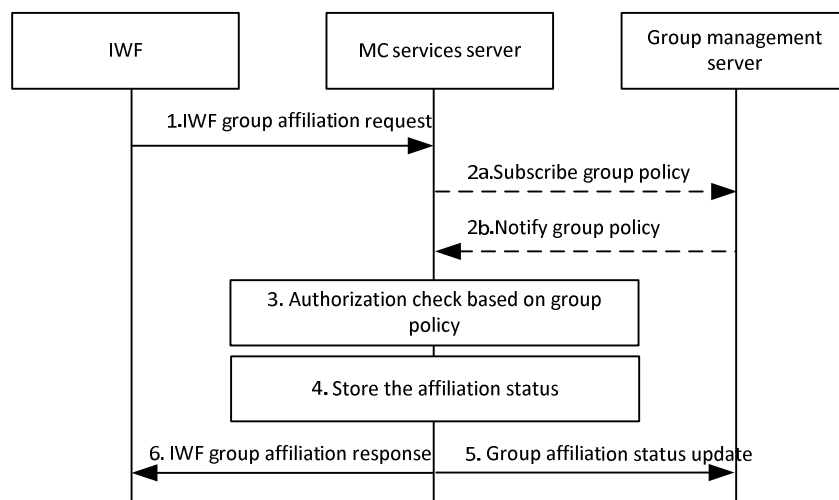 IWF
MC services server
Group management
server
1.IWF group affiliation request
2a.Subscribe group policy
2b.Notify group policy
3. Authorization check based on group
policy
4. Store the affiliation status
6. IWF group affiliation response
5. Group affiliation status update